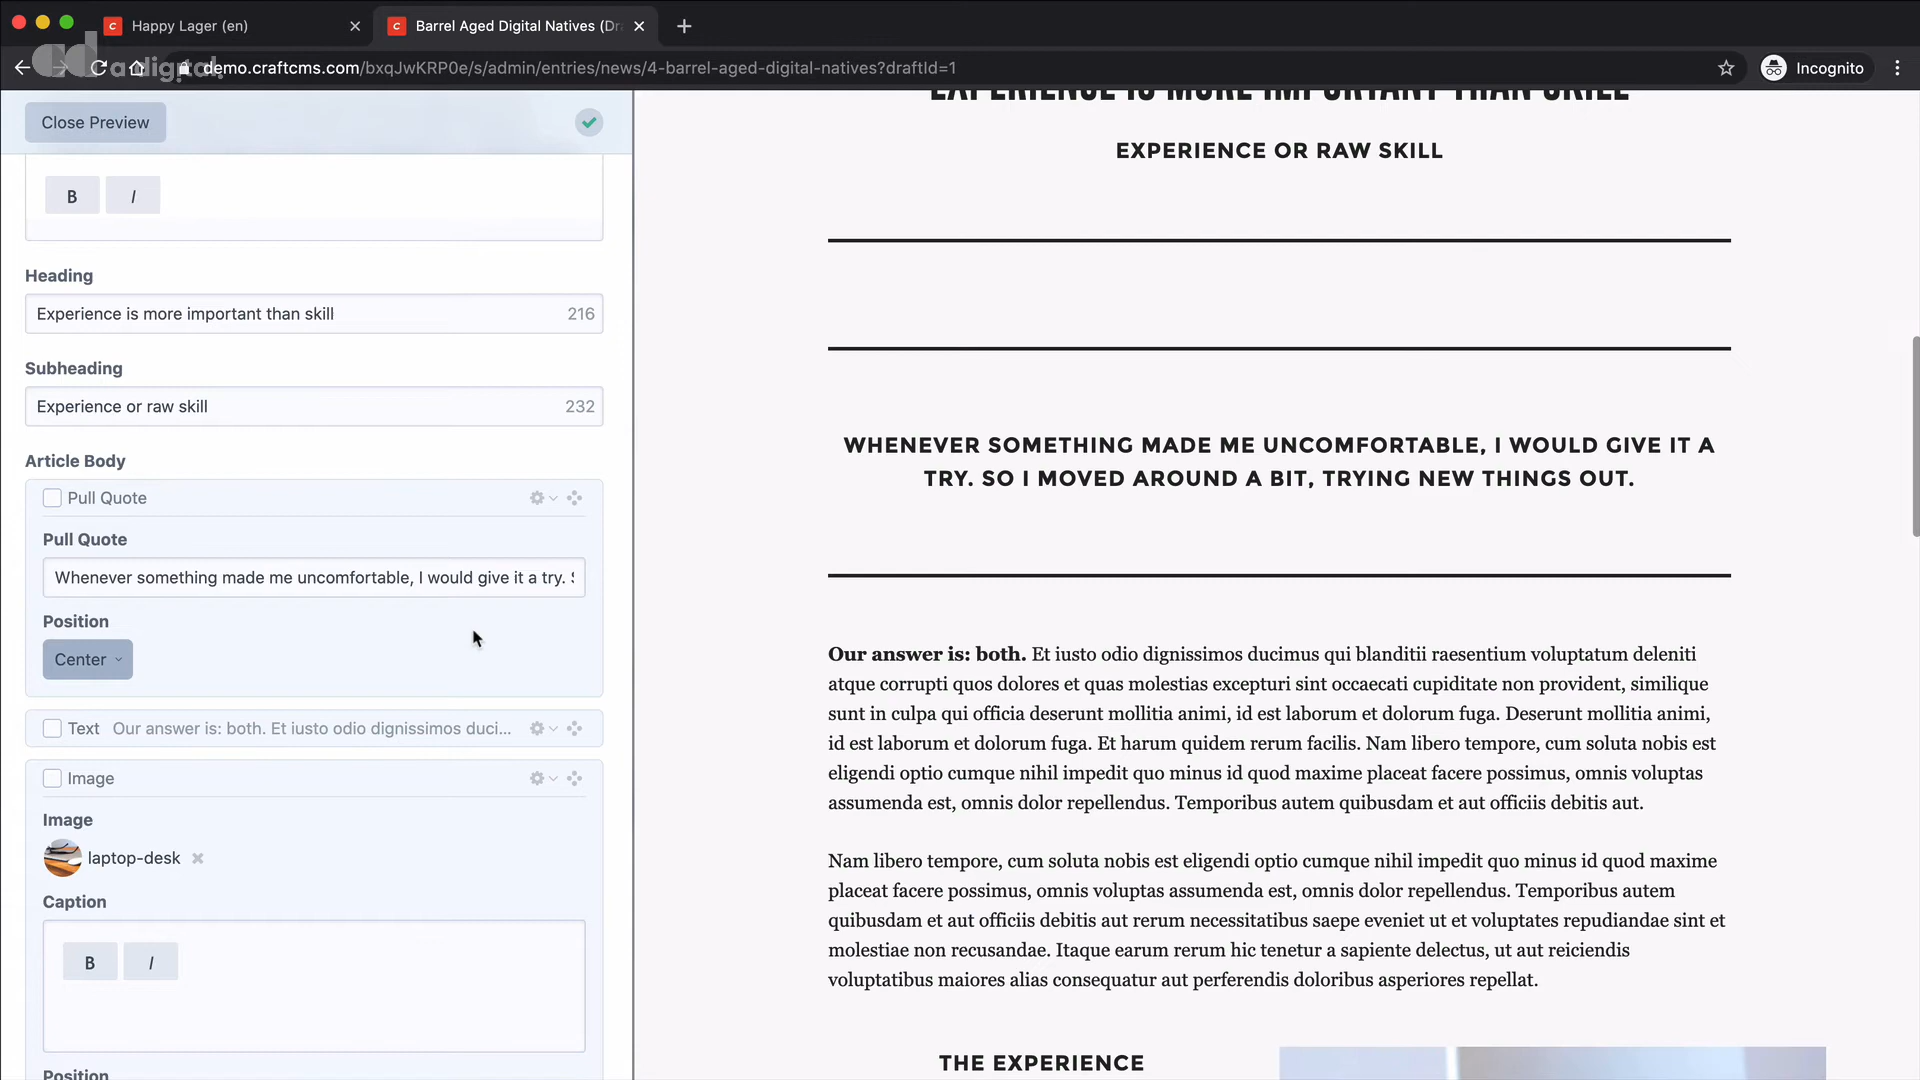 Happy Lager (en)
Barrel Aged Digital Natives (Dr
adigital.
demo.craftcms.com/bxqJwKRP0e/s/admin/entries/news/4-barrel-aged-digital-natives?draftId=1
Incognito
Close Preview
B I
Heading
Experience is more important than skill 216
Subheading
Experience or raw skill 232
Article Body
Pull Quote
Pull Quote
Whenever something made me uncomfortable, I would give it a try. S
Position
Center
Text Our answer is: both. Et iusto odio dignissimos duci...
Image
Image
laptop-desk
Caption
B I
Position
EXPERIENCE IS MORE IMPORTANT THAN SKILL
EXPERIENCE OR RAW SKILL
WHENEVER SOMETHING MADE ME UNCOMFORTABLE, I WOULD GIVE IT A
TRY. SO I MOVED AROUND A BIT, TRYING NEW THINGS OUT.
Our answer is: both. Et iusto odio dignissimos ducimus qui blanditii raesentium voluptatum deleniti
atque corrupti quos dolores et quas molestias excepturi sint occaecati cupiditate non provident, similique
sunt in culpa qui officia deserunt mollitia animi, id est laborum et dolorum fuga. Deserunt mollitia animi,
id est laborum et dolorum fuga. Et harum quidem rerum facilis. Nam libero tempore, cum soluta nobis est
eligendi optio cumque nihil impedit quo minus id quod maxime placeat facere possimus, omnis voluptas
assumenda est, omnis dolor repellendus. Temporibus autem quibusdam et aut officiis debitis aut.
Nam libero tempore, cum soluta nobis est eligendi optio cumque nihil impedit quo minus id quod maxime
placeat facere possimus, omnis voluptas assumenda est, omnis dolor repellendus. Temporibus autem
quibusdam et aut officiis debitis aut rerum necessitatibus saepe eveniet ut et voluptates repudiandae sint et
molestiae non recusandae. Itaque earum rerum hic tenetur a sapiente delectus, ut aut reiciendis
voluptatibus maiores alias consequatur aut perferendis doloribus asperiores repellat.
THE EXPERIENCE